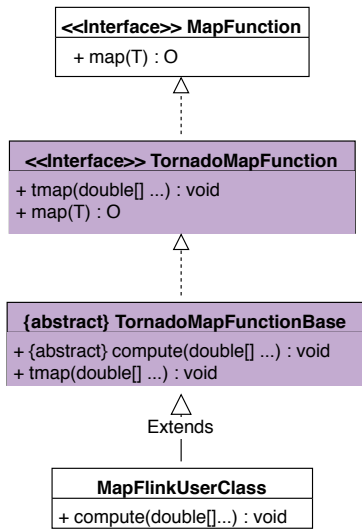 <<Interface>> MapFunction
+ map(T) : O
<<Interface>> TornadoMapFunction
+ tmap(double[] ...) : void
+ map(T) : O
{abstract} TornadoMapFunctionBase
+ {abstract} compute(double[] ...) : void
+ tmap(double[] ...) : void
Extends
MapFlinkUserClass
+ compute(double[]...) : void